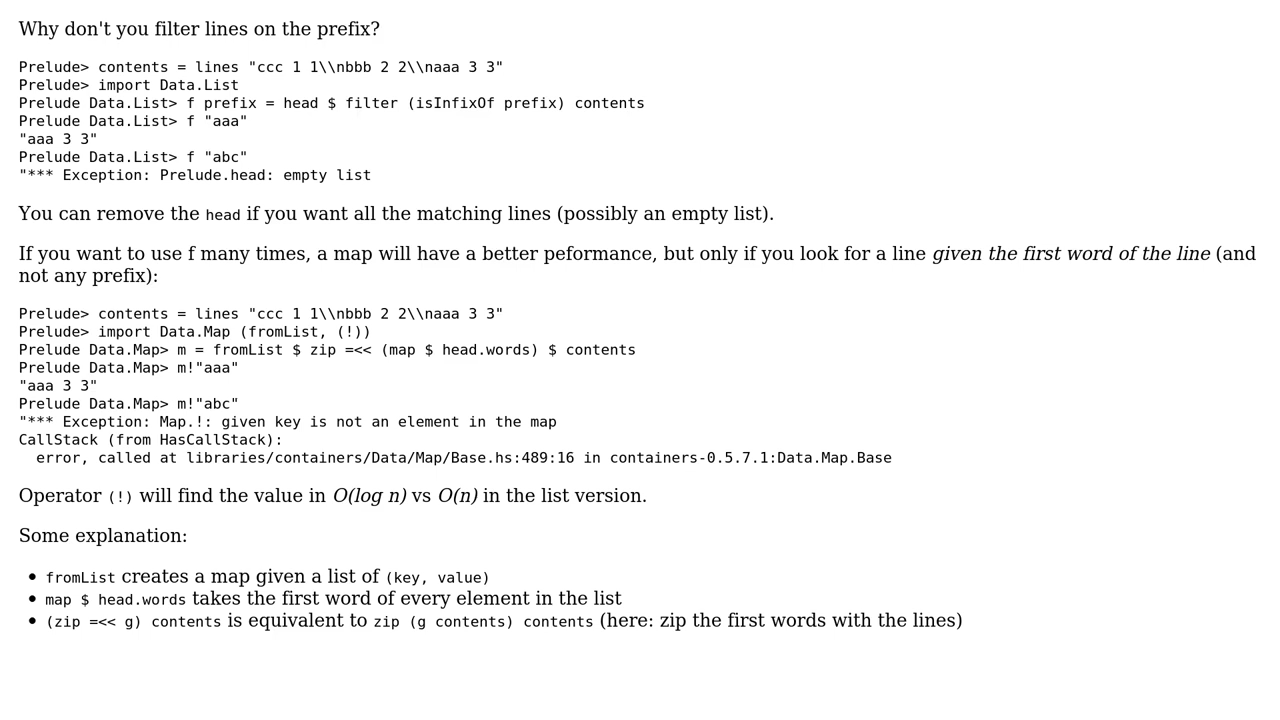 Why don't you filter lines on the prefix?
Prelude> contents = lines "ccc 1 1\\nbbb 2 2\\naaa 3 3"
Prelude> import Data.List
Prelude Data.List> f prefix = head $ filter (isInfixOf prefix) contents
Prelude Data.List> f "aaa"
"aaa 3 3"
Prelude Data.List> f "abc"
"*** Exception: Prelude.head: empty list
You can remove the head if you want all the matching lines (possibly an empty list).
If you want to use f many times, a map will have a better peformance, but only if you look for a line given the first word of the line (and
not any prefix):
Prelude> contents = lines "ccc 1 1\\nbbb 2 2\\naaa 3 3"
Prelude> import Data.Map (fromList, (!))
Prelude Data.Map> m = fromList $ zip =<< (map $ head.words) $ contents
Prelude Data.Map> m!"aaa"
"aaa 3 3"
Prelude Data.Map> m!"abc"
"*** Exception: Map.!: given key is not an element in the map
CallStack (from HasCallStack):
  error, called at libraries/containers/Data/Map/Base.hs:489:16 in containers-0.5.7.1:Data.Map.Base
Operator (!) will find the value in O(log n) vs O(n) in the list version.
Some explanation:
• fromList creates a map given a list of (key, value)
• map $ head.words takes the first word of every element in the list
• (zip =<< g) contents is equivalent to zip (g contents) contents (here: zip the first words with the lines)